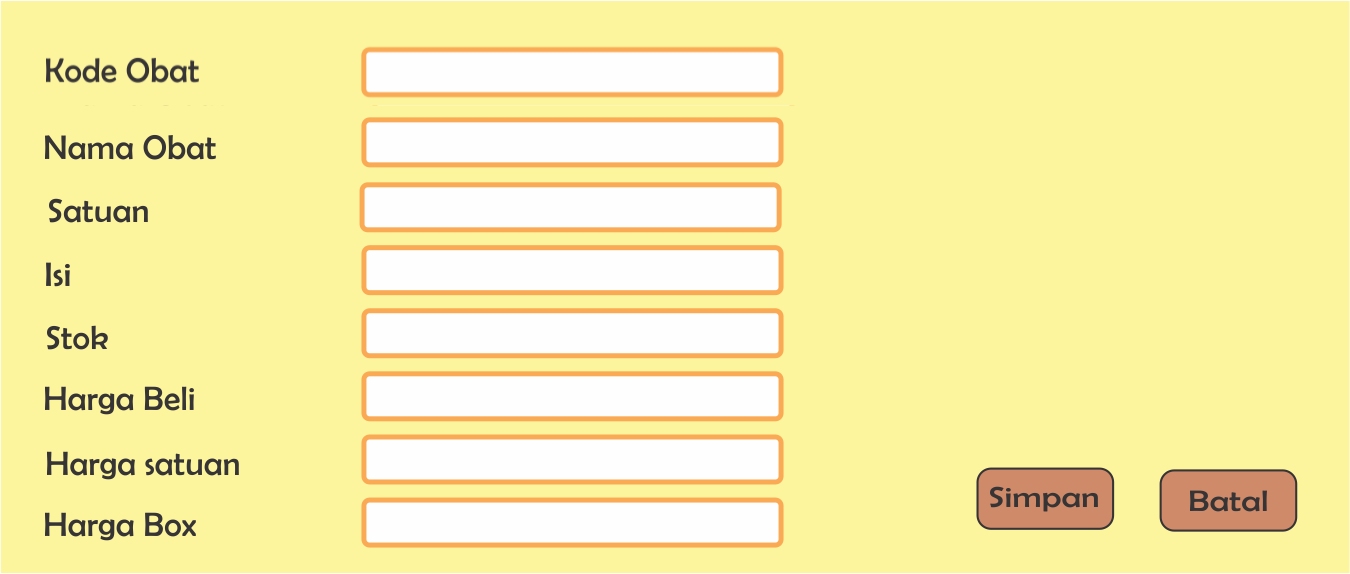 Kode Obat
Nama Obat
Satuan
Isi
Stok
Harga Beli
Harga satuan
Harga Box
Simpan
Batal